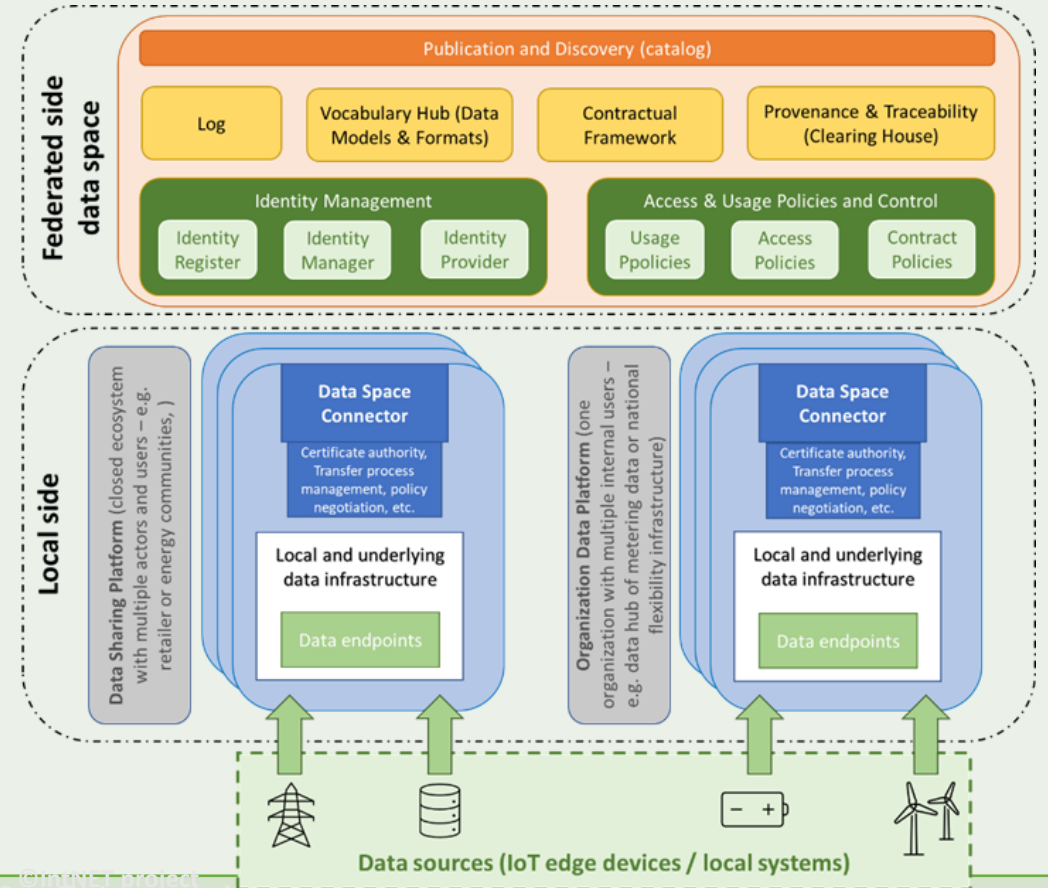 Federated side
data space
Publication and Discovery (catalog)
Log
Vocabulary Hub (Data
Models & Formats)
Contractual
Framework
Provenance & Traceability
(Clearing House)
Identity Management
Identity
Register
Identity
Manager
Identity
Provider
Access & Usage Policies and Control
Usage
Ppolicies
Access
Policies
Contract
Policies
Local side
Data Sharing Platform (closed ecosystem
with multiple actors and users – e.g.
retailer or energy communities, )
Data Space
Connector
Certificate authority,
Transfer process
management, policy
negotiation, etc.
Local and underlying
data infrastructure
Data endpoints
Organization Data Platform (one
organization with multiple internal users –
e.g. data hub of metering data or national
flexibility infrastructure)
Data Space
Connector
Certificate authority,
Transfer process
management, policy
negotiation, etc.
Local and underlying
data infrastructure
Data endpoints
Data sources (IoT edge devices / local systems)
©IntNET project